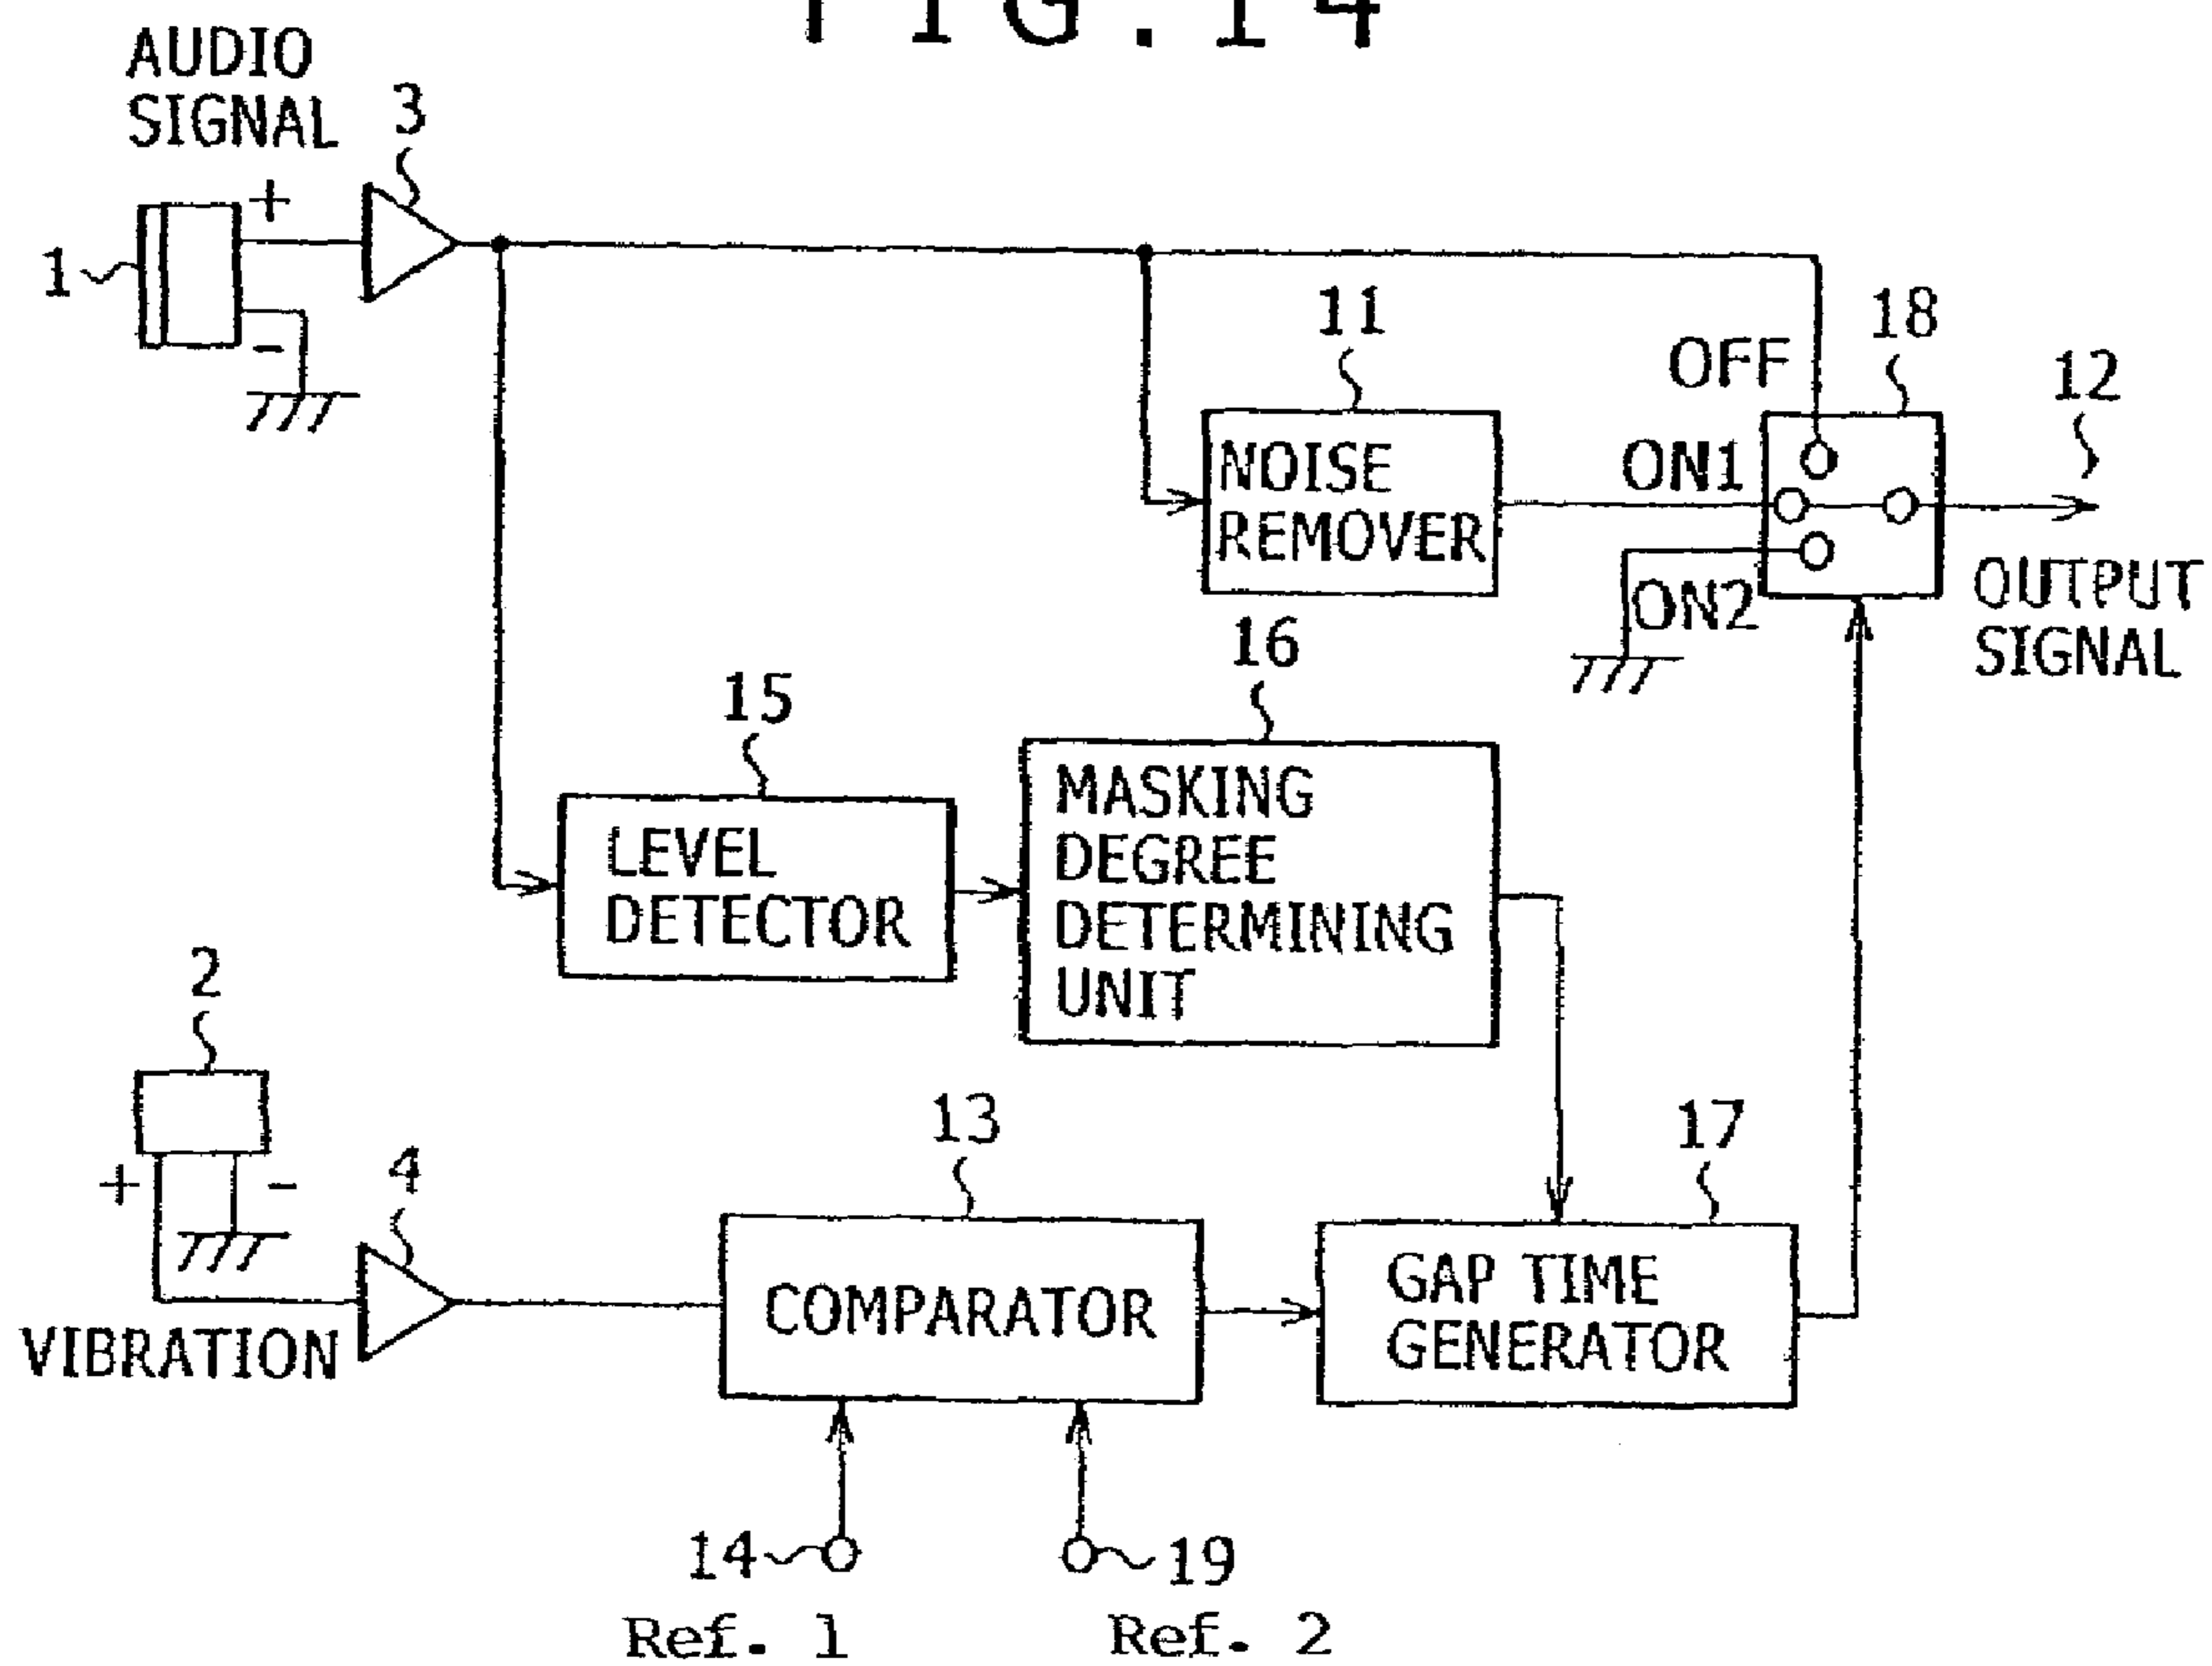 FIG.14
AUDIO
SIGNAL
3
+
1
-
11
18
OFF
12
NOISE
REMOVER
ON1
ON2
OUTPUT
SIGNAL
16
15
MASKING
DEGREE
DETERMINING
UNIT
LEVEL
DETECTOR
2
+
-
4
13
17
VIBRATION
COMPARATOR
GAP TIME
GENERATOR
14
19
Ref. 1
Ref. 2